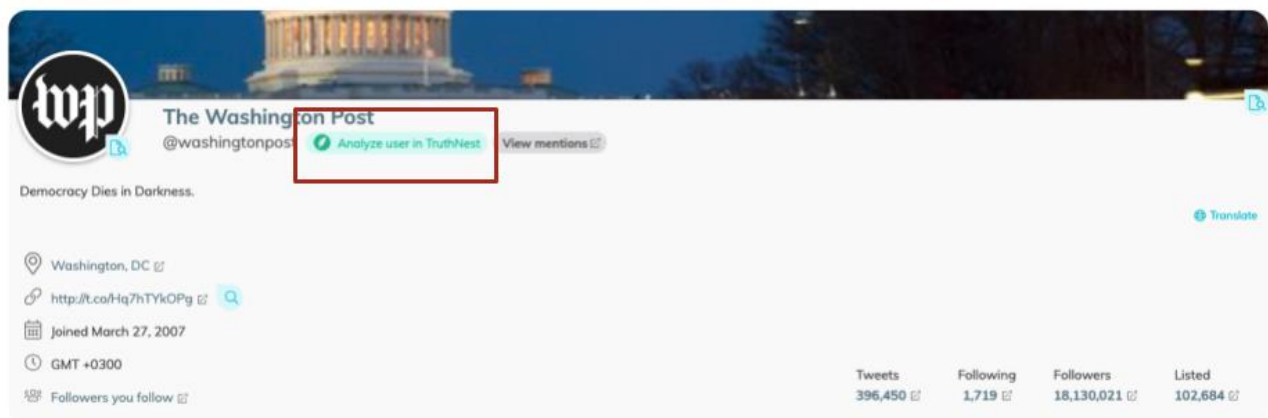 wp
The Washington Post
@washingtonpost Analyze user in TruthNest View mentions
Democracy Dies in Darkness.
Translate
Washington, DC
http://t.co/Hq7hTYkOPg
Joined March 27, 2007
GMT +0300
Followers you follow
Tweets Following Followers Listed
396,450 1,719 18,130,021 102,684